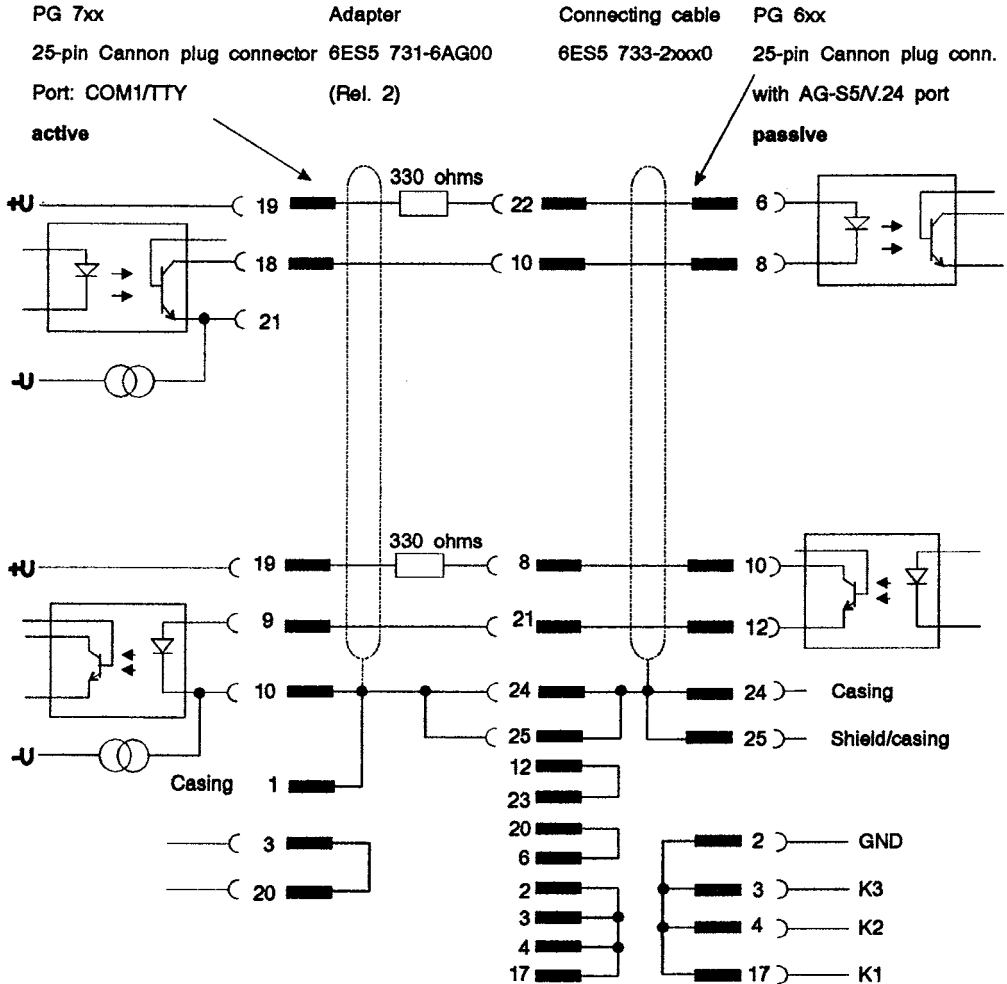 PG 7xx Adapter Connecting cable PG 6xx
25-pin Cannon plug connector 6ES5 731-6AG00 6ES5 733-2xxx0 25-pin Cannon plug conn.
Port: COM1/TTY (Rel. 2) with AG-S5/V.24 port
active passive
330 ohms
+U 19 22 6
18 10 8
21
-U
330 ohms
+U 19 8 10
9 21 12
10 24 24 Casing
-U 25 25 Shield/casing
12
Casing 1
23
20
3 2 GND
6
20 2 3 K3
3 4 K2
4
17 17 K1